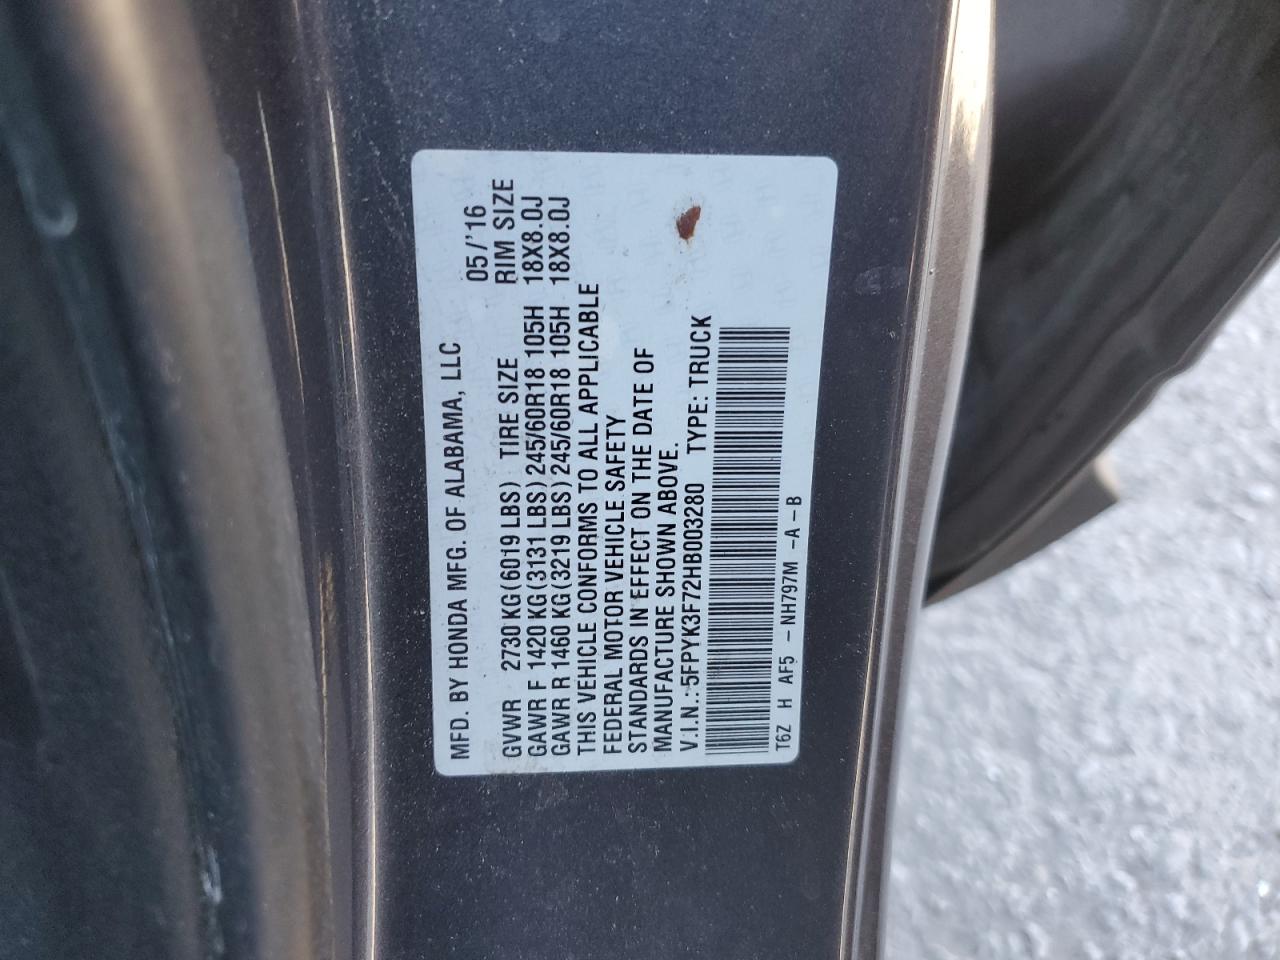 MFD. BY HONDA MFG. OF ALABAMA, LLC 05/'16
GVWR 2730 KG(6019 LBS) TIRE SIZE RIM SIZE
GAWR F 1420 KG(3131 LBS)245/60R18 105H 18X8.0J
GAWR R 1460 KG(3219 LBS)245/60R18 105H 18X8.0J
THIS VEHICLE CONFORMS TO ALL APPLICABLE
FEDERAL MOTOR VEHICLE SAFETY
STANDARDS IN EFFECT ON THE DATE OF
MANUFACTURE SHOWN ABOVE.
V.I.N.:5FPYK3F72HB003280 TYPE: TRUCK
T6Z H AF5 -NH797M -A-B